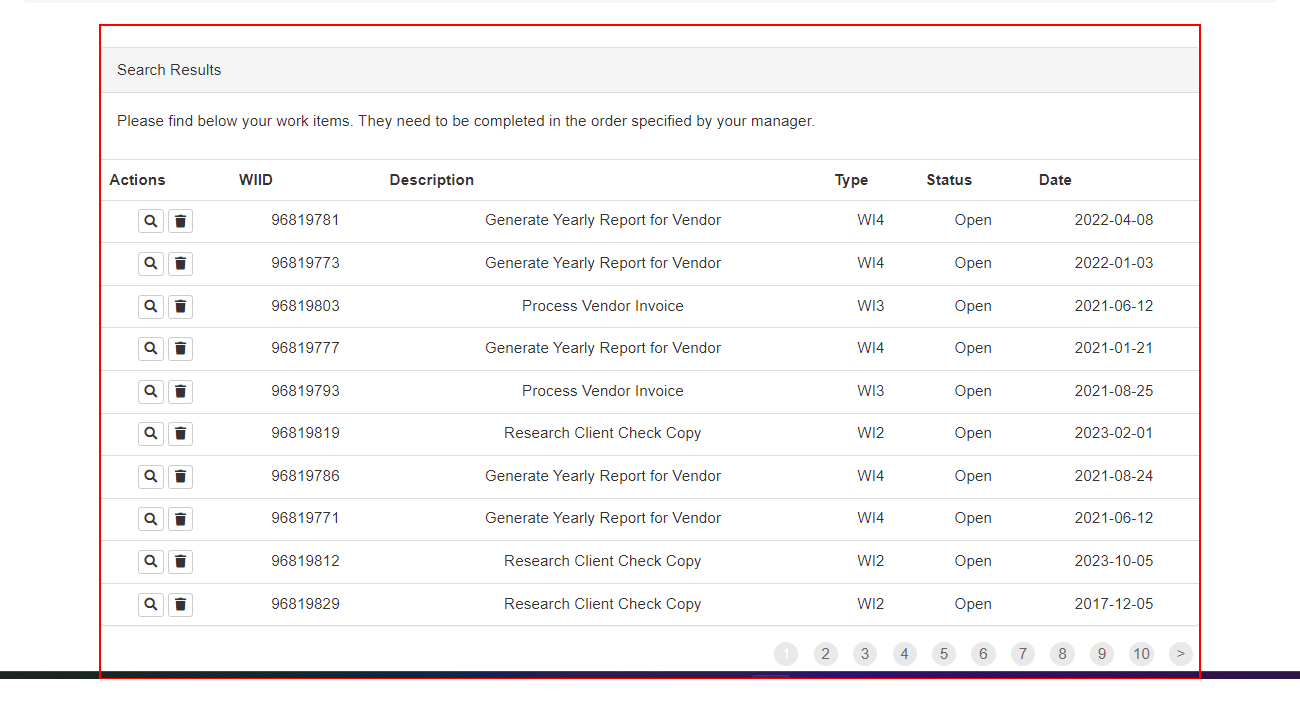 Search Results
Please find below your work items. They need to be completed in the order specified by your manager.
Actions WIID Description Type Status Date
96819781 Generate Yearly Report for Vendor WI4 Open 2022-04-08
96819773 Generate Yearly Report for Vendor WI4 Open 2022-01-03
96819803 Process Vendor Invoice WI3 Open 2021-06-12
96819777 Generate Yearly Report for Vendor WI4 Open 2021-01-21
96819793 Process Vendor Invoice WI3 Open 2021-08-25
96819819 Research Client Check Copy WI2 Open 2023-02-01
96819786 Generate Yearly Report for Vendor WI4 Open 2021-08-24
96819771 Generate Yearly Report for Vendor WI4 Open 2021-06-12
96819812 Research Client Check Copy WI2 Open 2023-10-05
96819829 Research Client Check Copy WI2 Open 2017-12-05
1 2 3 4 5 6 7 8 9 10 >